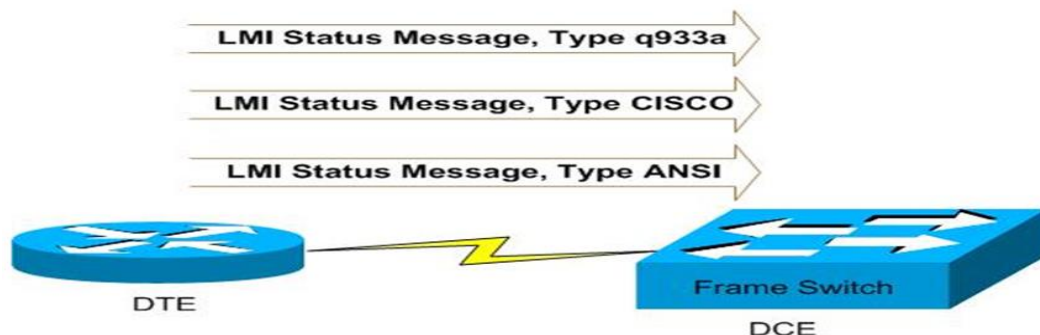 LMI Status Message, Type q933a
LMI Status Message, Type CISCO
LMI Status Message, Type ANSI
Frame Switch
DTE
DCE